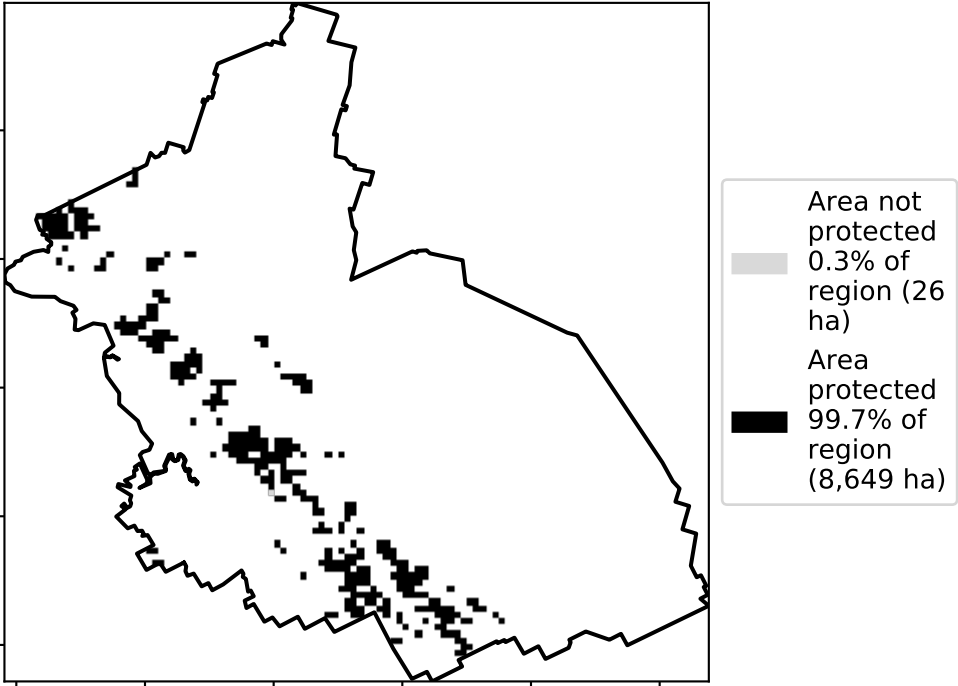 Area not
protected
0.3% of
region (26
ha)
Area
protected
99.7% of
region
(8,649 ha)